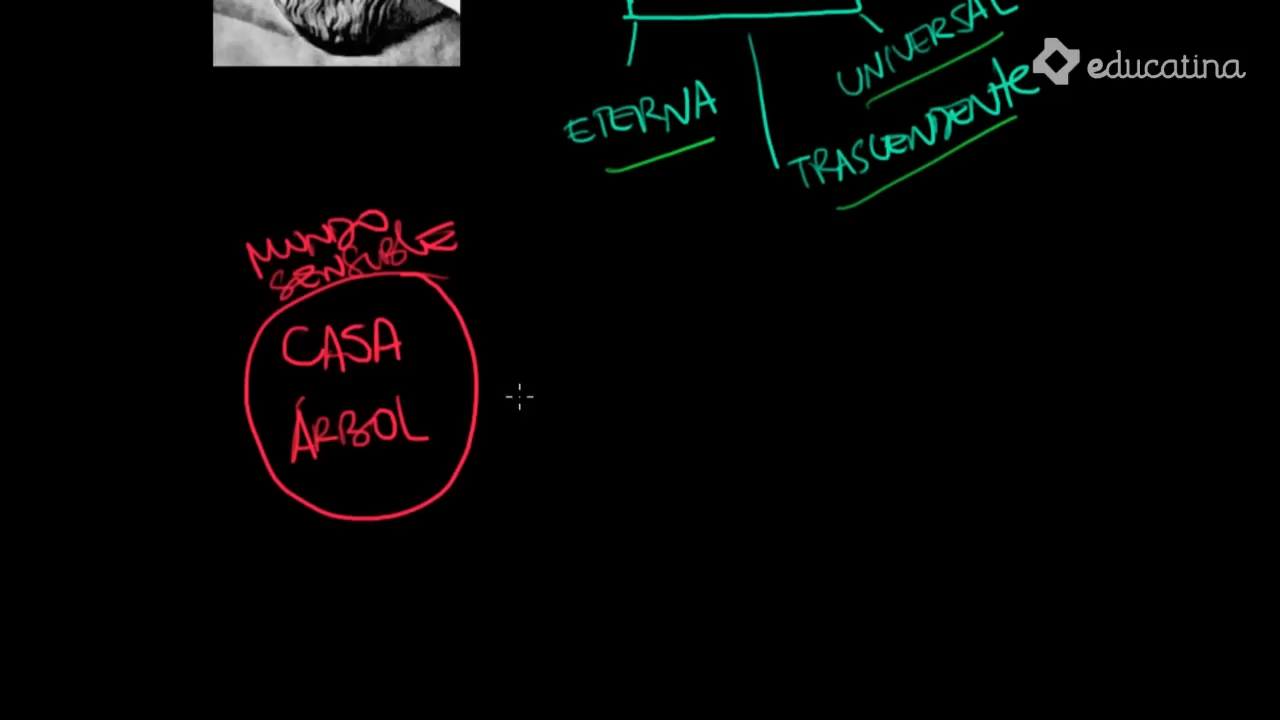 UNIVERSAL
educatina
ETERNA
TRASCENDENTE
MUNDO
SENSIBLE
CASA
ÁRBOL